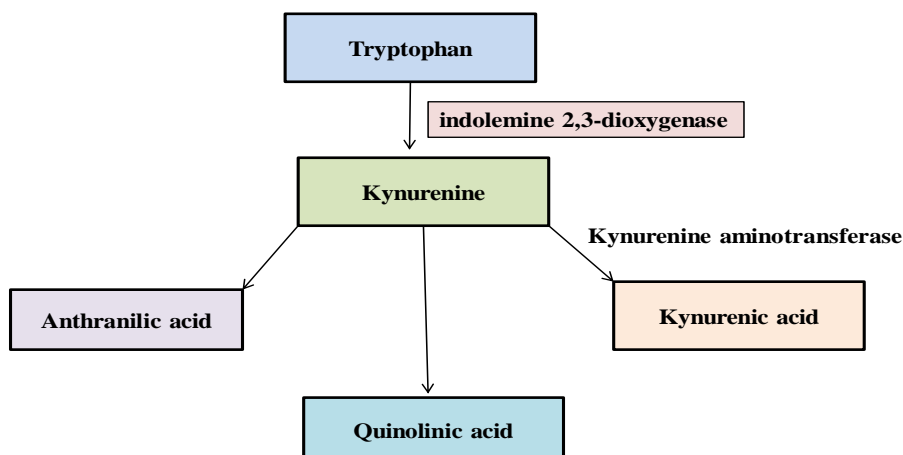 Tryptophan
indolemine 2,3-dioxygenase
Kynurenine
Kynurenine aminotransferase
Anthranilic acid
Kynurenic acid
Quinolinic acid